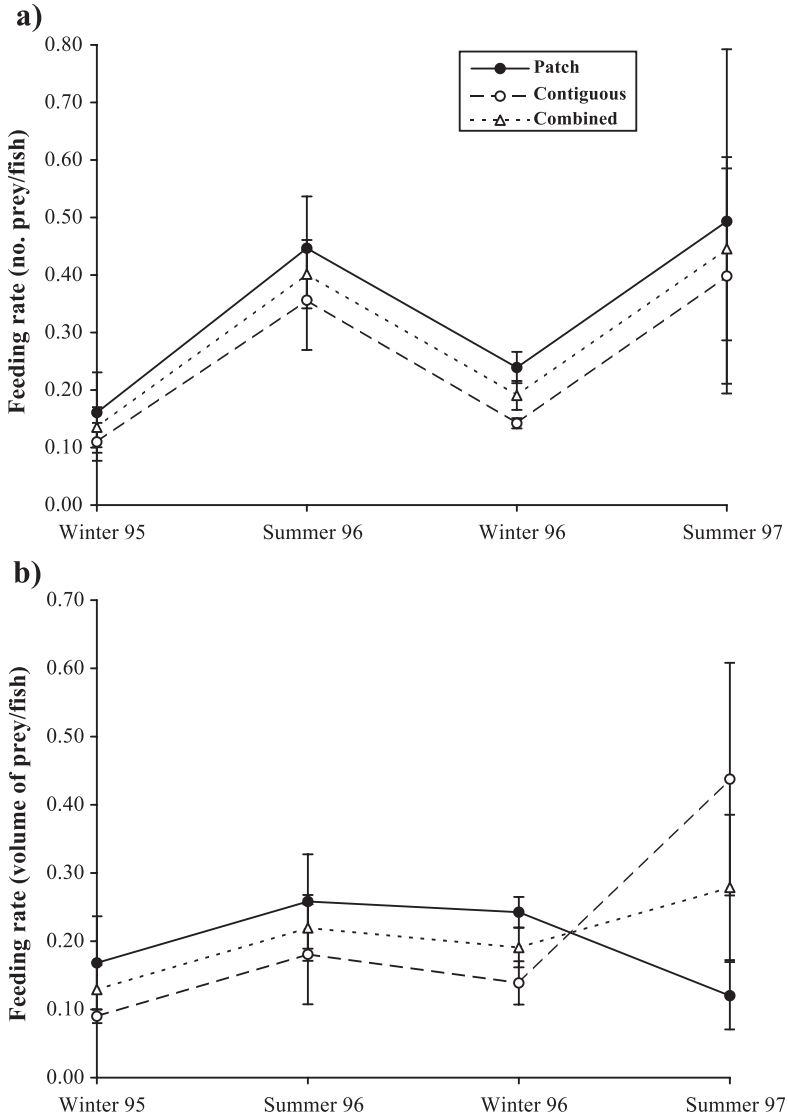 a)
Feeding rate (no. prey/fish)
0.80
0.70
0.60
0.50
0.40
0.30
0.20
0.10
0.00
Patch
Contiguous
Combined
Winter 95 Summer 96 Winter 96 Summer 97
b)
Feeding rate (volume of prey/fish)
0.70
0.60
0.50
0.40
0.30
0.20
0.10
0.00
Winter 95 Summer 96 Winter 96 Summer 97